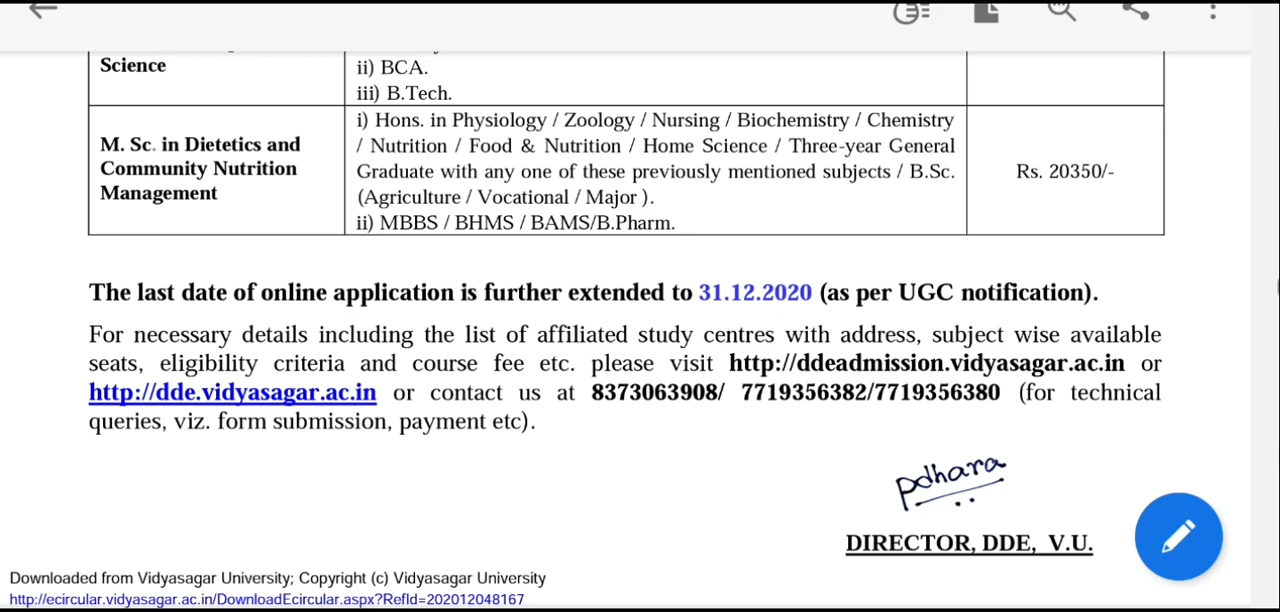 Science
ii) BCA.
iii) B.Tech.
M. Sc. in Dietetics and
Community Nutrition
Management
i) Hons. in Physiology / Zoology / Nursing / Biochemistry / Chemistry
/ Nutrition / Food & Nutrition / Home Science / Three-year General
Graduate with any one of these previously mentioned subjects / B.Sc.
(Agriculture / Vocational / Major ).
ii) MBBS / BHMS / BAMS/B.Pharm.
Rs. 20350/-
The last date of online application is further extended to 31.12.2020 (as per UGC notification).
For necessary details including the list of affiliated study centres with address, subject wise available
seats, eligibility criteria and course fee etc. please visit http://ddeadmission.vidyasagar.ac.in or
http://dde.vidyasagar.ac.in or contact us at 8373063908/ 7719356382/7719356380 (for technical
queries, viz. form submission, payment etc).
pdhara
DIRECTOR, DDE, V.U.
Downloaded from Vidyasagar University; Copyright (c) Vidyasagar University
http://ecircular.vidyasagar.ac.in/DownloadEcircular.aspx?RefId=202012048167